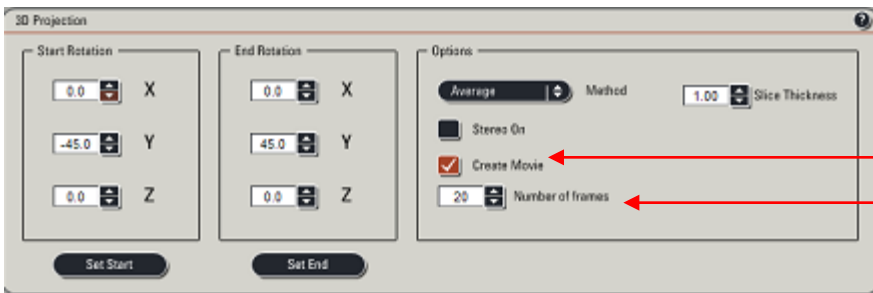 3D Projection
Start Rotation
End Rotation
Options
0.0 X
0.0 X
Average Method
1.00 Slice Thickness
Stereo On
-45.0 Y
45.0 Y
Create Movie
0.0 Z
0.0 Z
20 Number of frames
Set Start
Set End